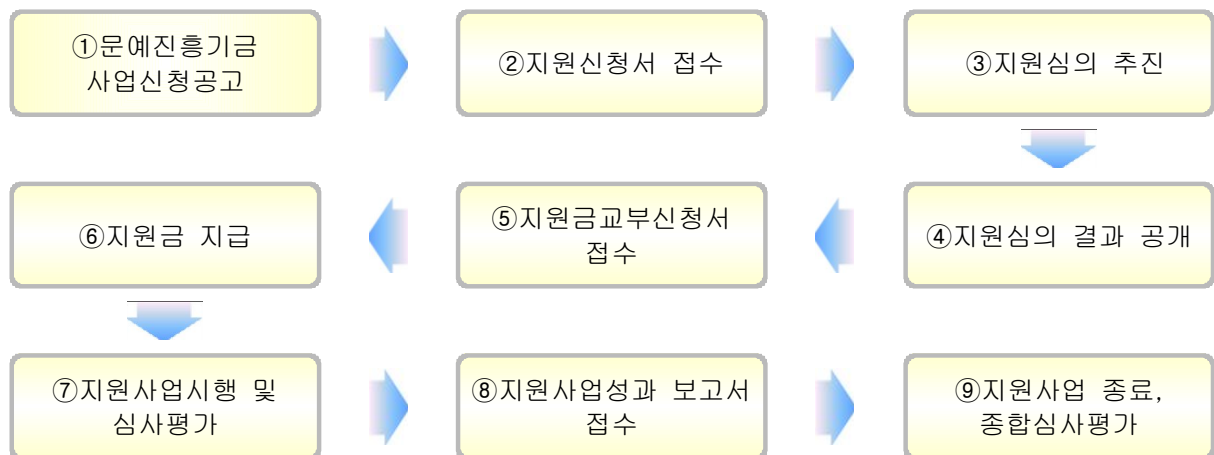 ①문예진흥기금
사업신청공고
②지원신청서 접수
③지원심의 추진
④지원심의 결과 공개
⑤지원금교부신청서
접수
⑥지원금 지급
⑦지원사업시행 및
심사평가
⑧지원사업성과 보고서
접수
⑨지원사업 종료,
종합심사평가